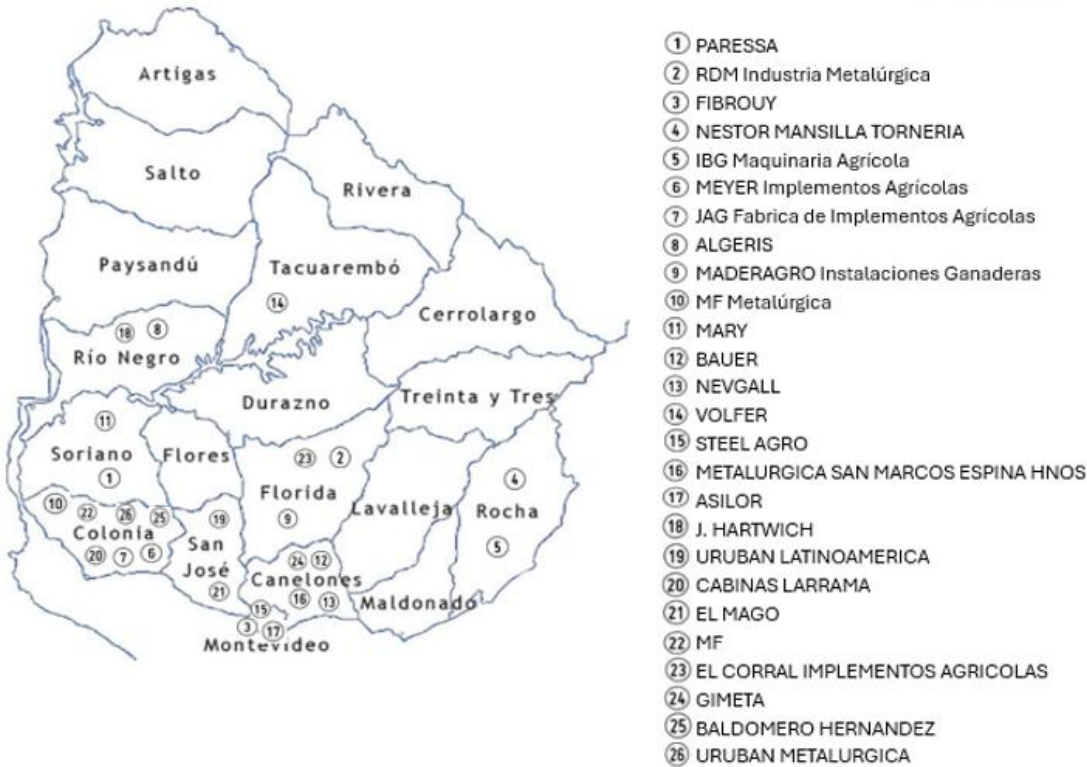 Artigas
Salto
Rivera
Paysandú
Tacuarembó
14
Cerrolargo
18 8
Río Negro
Durazno
Treinta y Tres
11
Soriano
Flores
1
23 2
Florida
9
Lavalleja
4
Rocha
5
10 22 26 25
Colonia
20 7 6
19
San
José
21
24 12
Canelones
16 13
15
3 17
Montevideo
Maldonado
1 PARESSA
2 RDM Industria Metalúrgica
3 FIBROUY
4 NESTOR MANSILLA TORNERIA
5 IBG Maquinaria Agrícola
6 MEYER Implementos Agrícolas
7 JAG Fabrica de Implementos Agrícolas
8 ALGERIS
9 MADERAGRO Instalaciones Ganaderas
10 MF Metalúrgica
11 MARY
12 BAUER
13 NEVGALL
14 VOLFER
15 STEEL AGRO
16 METALURGICA SAN MARCOS ESPINA HNOS
17 ASILOR
18 J. HARTWICH
19 URUBAN LATINOAMERICA
20 CABINAS LARRAMA
21 EL MAGO
22 MF
23 EL CORRAL IMPLEMENTOS AGRICOLAS
24 GIMETA
25 BALDOMERO HERNANDEZ
26 URUBAN METALURGICA